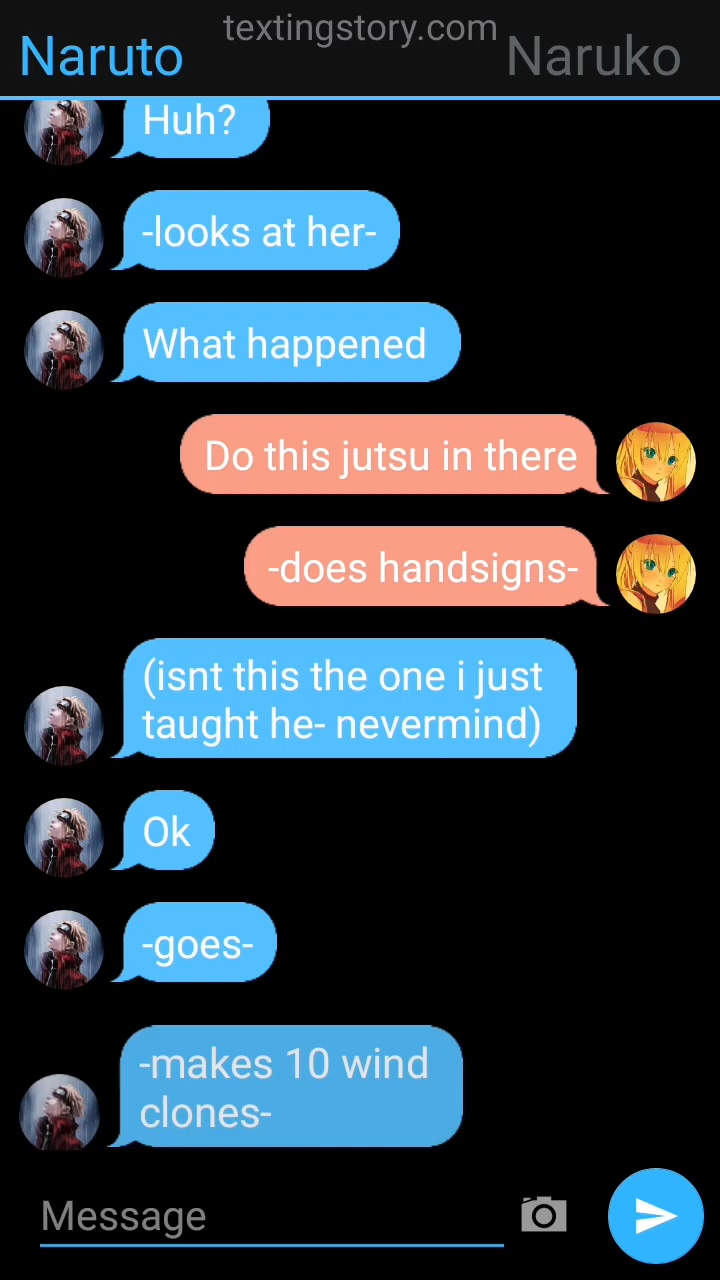 textingstory.com
Naruto
Naruko
Huh?
-looks at her-
What happened
Do this jutsu in there
-does handsigns-
(isnt this the one i just
taught he- nevermind)
Ok
-goes-
-makes 10 wind
clones-
Message